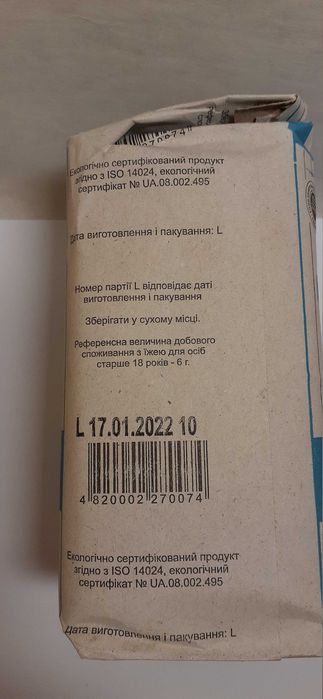 270074
Екологічно сертифікований продукт
згідно з ISO 14024, екологічний
сертифікат № UA.08.002.495
Дата виготовлення і пакування: L
Номер партії L відповідає даті
виготовлення і пакування
Зберігати у сухому місці.
Референсна величина добового
споживання з їжею для осіб
старше 18 років - 6 г.
L 17.01.2022 10
4 820002 270074
Екологічно сертифікований продукт
згідно з ISO 14024, екологічний
сертифікат № UA.08.002.495
Дата виготовлення і пакування: L